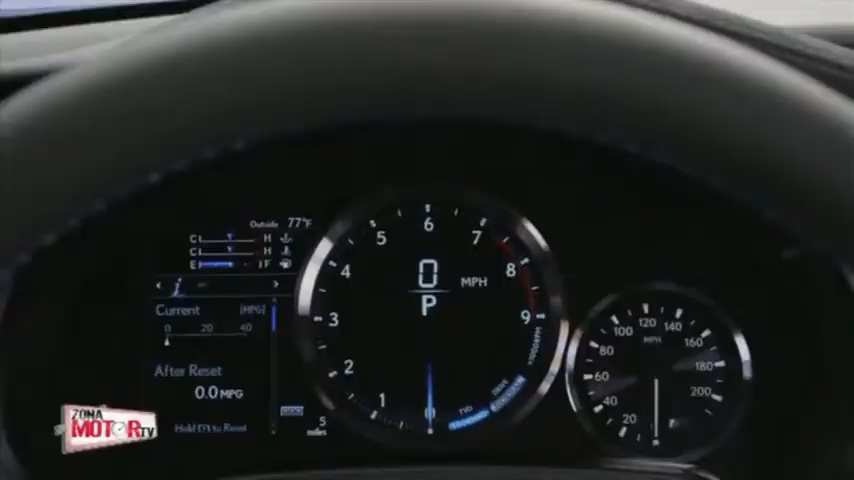 Outside 77°F
C H
C H
E F
Current [MPG]
0 20 40
After Reset
0.0 MPG
Hold to Reset
5
miles
0 1 2 3 4 5 6 7 8 9
x1000RPM
0 MPH
P
TVD
20 40 60 80 100 120 140 160 180 200
MPH
ZONA
MOTOR TV